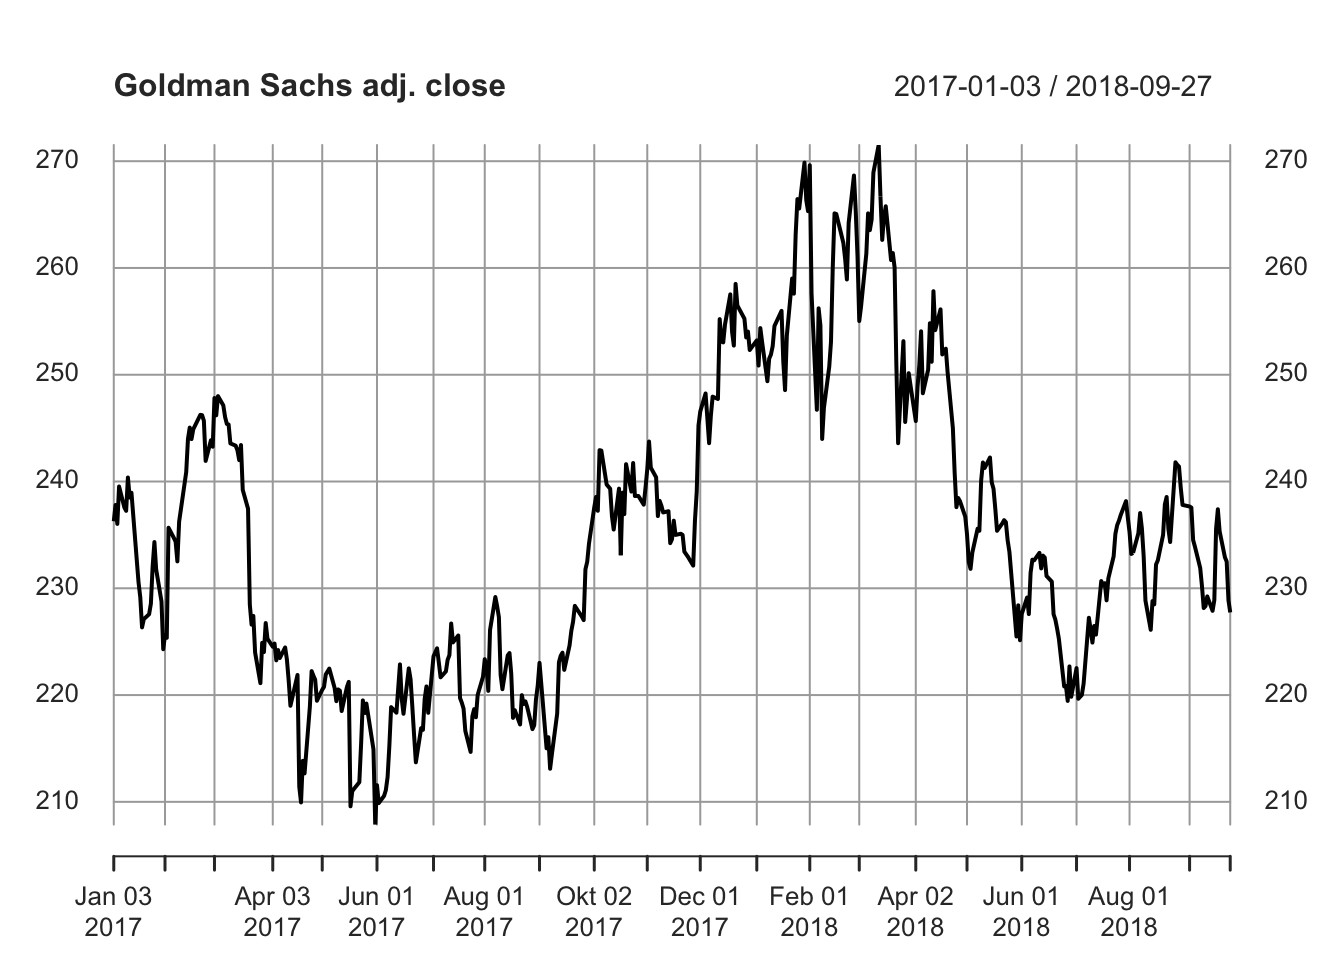 Goldman Sachs adj. close 2017-01-03 / 2018-09-27
270 270
260 260
250 250
240 240
230 230
220 220
210 210
Jan 03 Apr 03 Jun 01 Aug 01 Okt 02 Dec 01 Feb 01 Apr 02 Jun 01 Aug 01
2017 2017 2017 2017 2017 2017 2018 2018 2018 2018